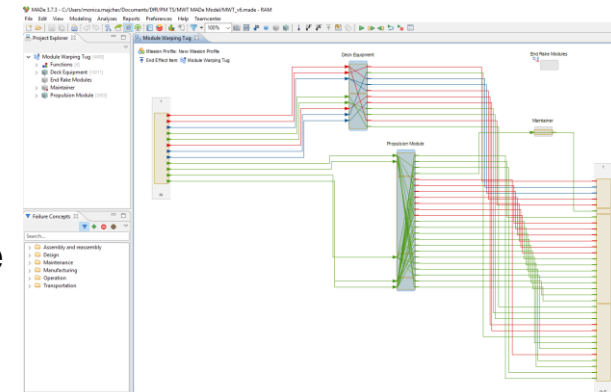 MADe 3.7.3 - C:/Users/monica.majcher/Documents/DPI/PM TS/MWT MADe Model/MWT_v6.made - RAM
File Edit View Modeling Analyses Reports Preferences Help Teamcenter
100%
Project Explorer
Module Warping Tug
Functions
Deck Equipment
End Rake Modules
Maintainer
Propulsion Module
Failure Concepts
Search...
Assembly and reassembly
Design
Maintenance
Manufacturing
Operation
Transportation
e
Module Warping Tug
Mission Profile: New Mission Profile
End Effect Item Module Warping Tug
Deck Equipment
End Rake Modules
Maintainer
Propulsion Module